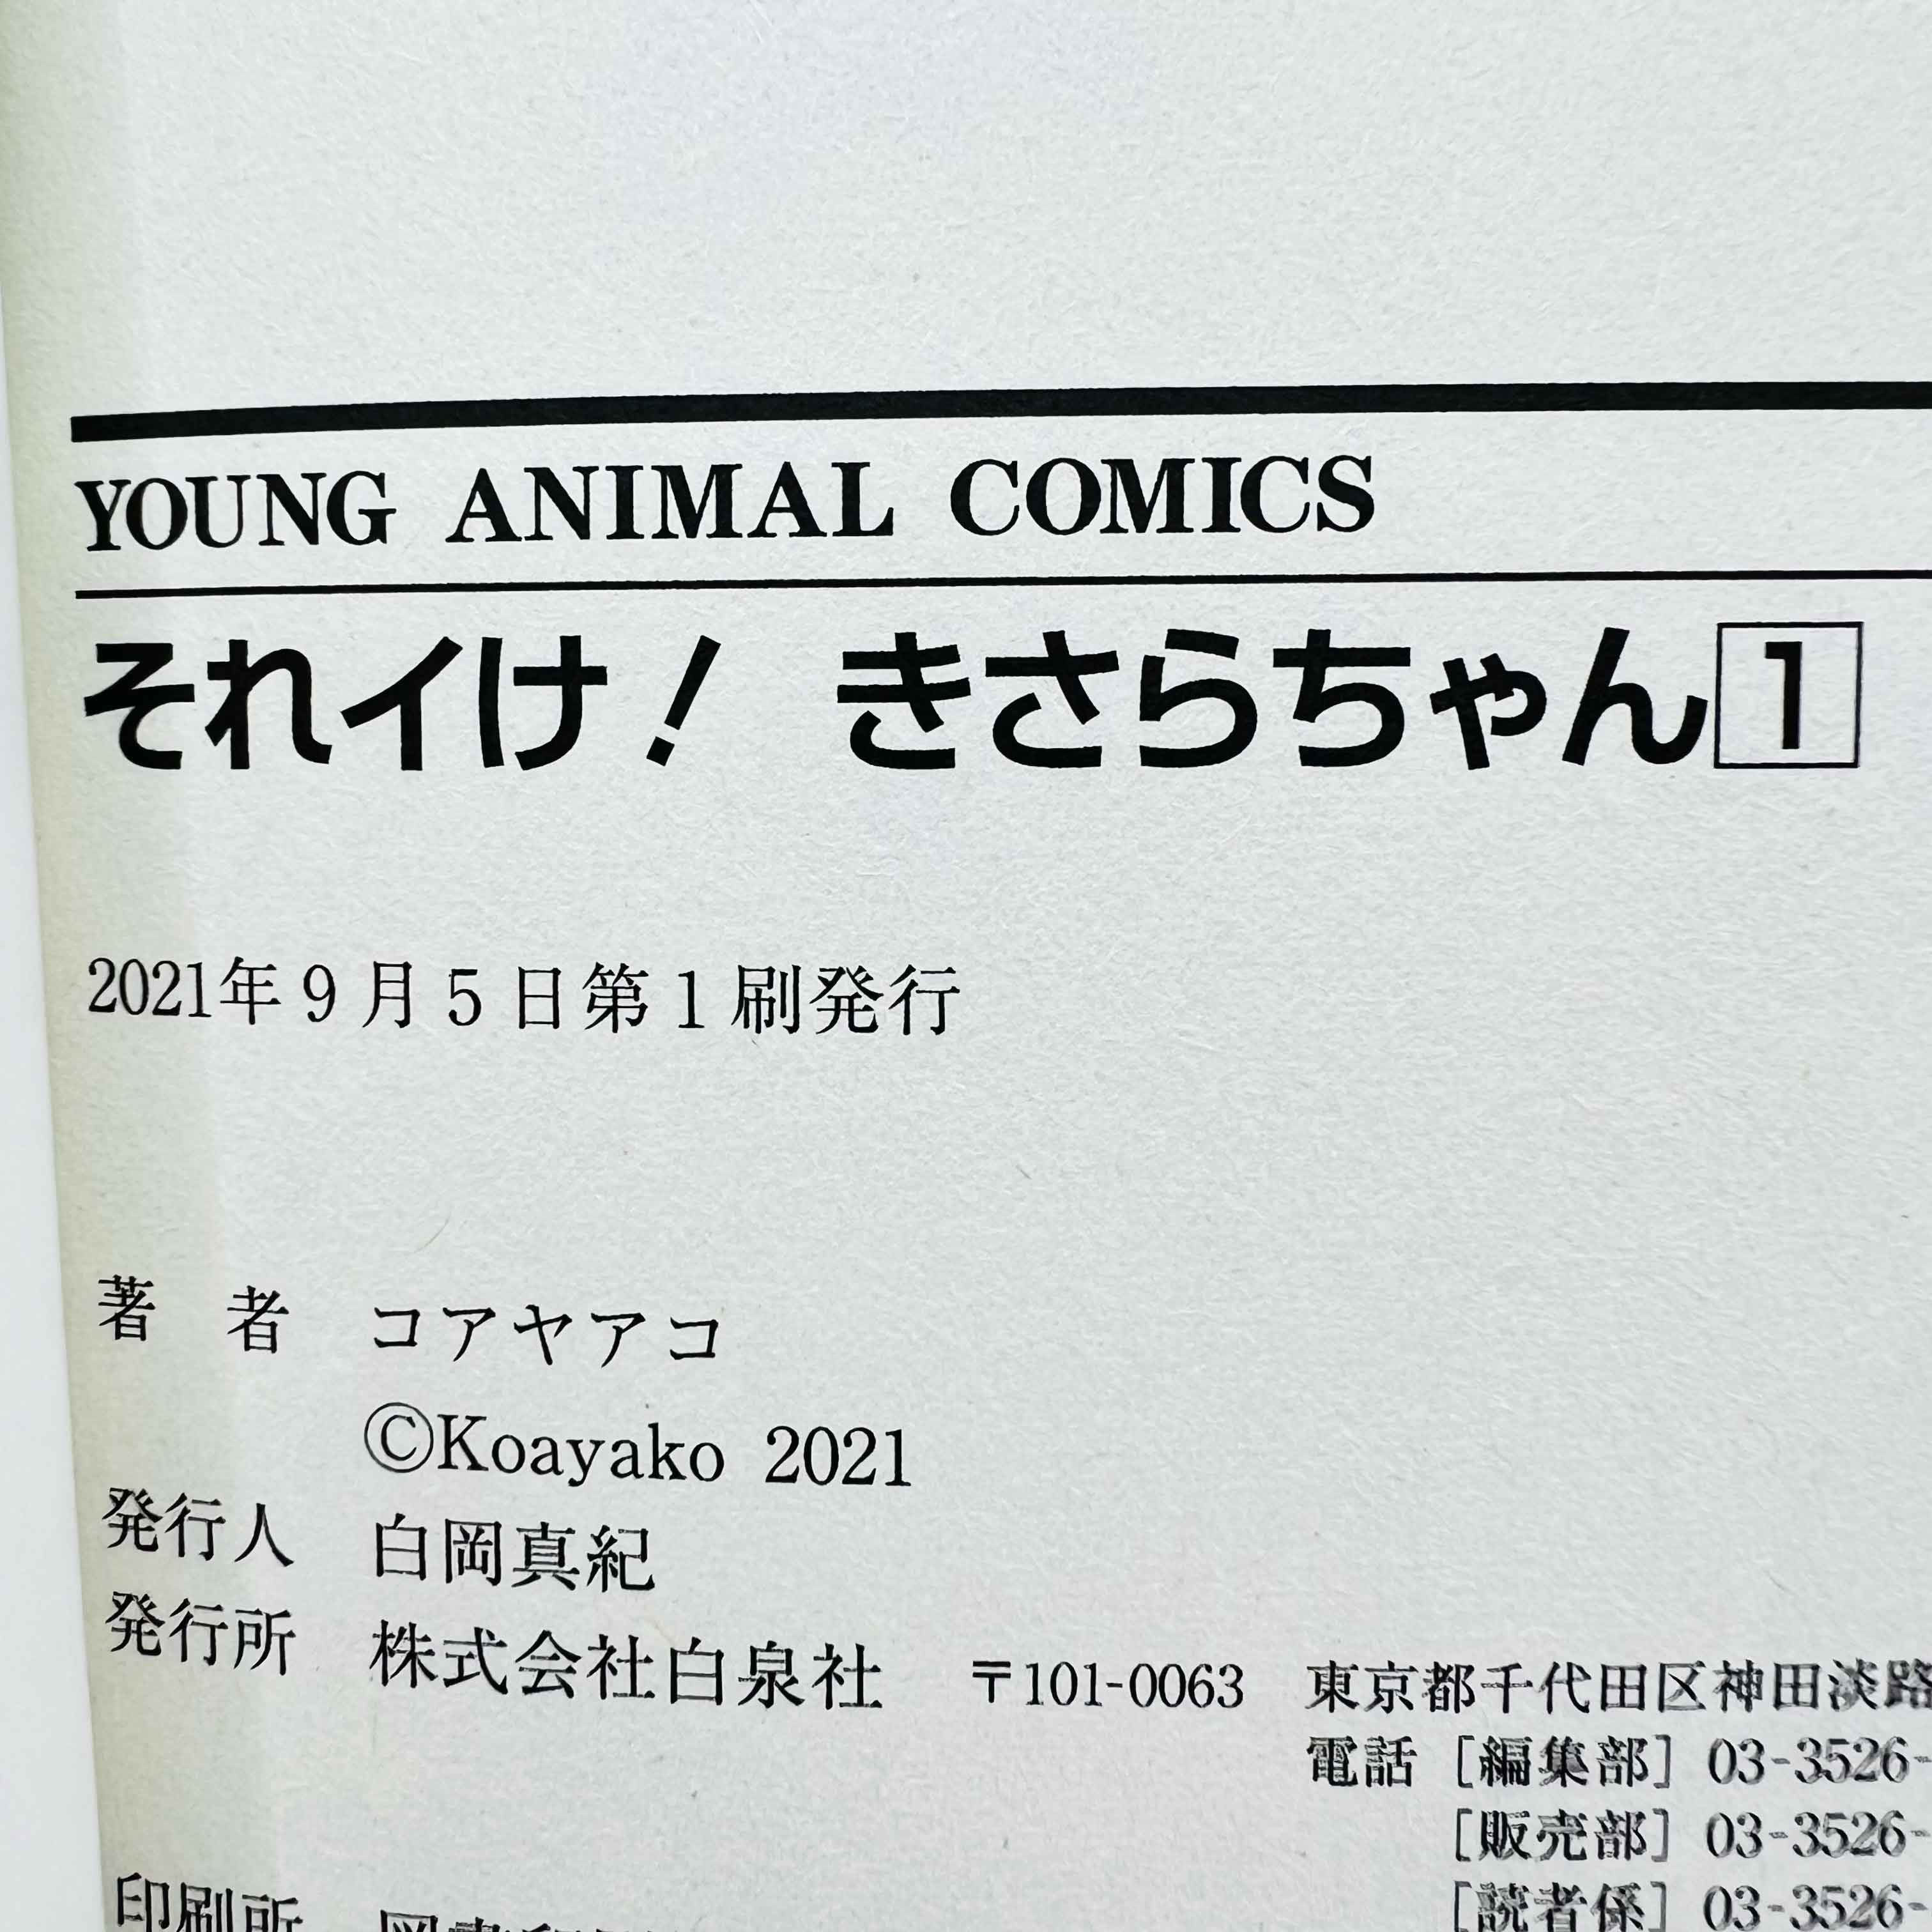 YOUNG ANIMAL COMICS
それイけ! きさらちゃん 1
2021年9月5日第1刷発行
著 者 コアヤアコ
©Koayako 2021
発行人 白岡真紀
発行所 株式会社白泉社 〒101-0063 東京都千代田区神田淡路
電話 [編集部] 03-3526-
[販売部] 03-3526-
[読者係] 03-3526-
印刷所